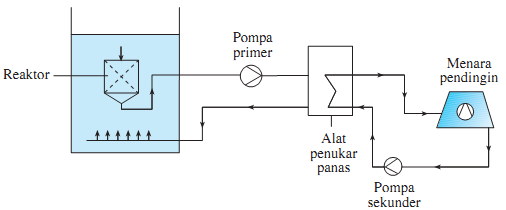 Pompa
primer
Reaktor
Menara
pendingin
Alat
penukar
panas
Pompa
sekunder